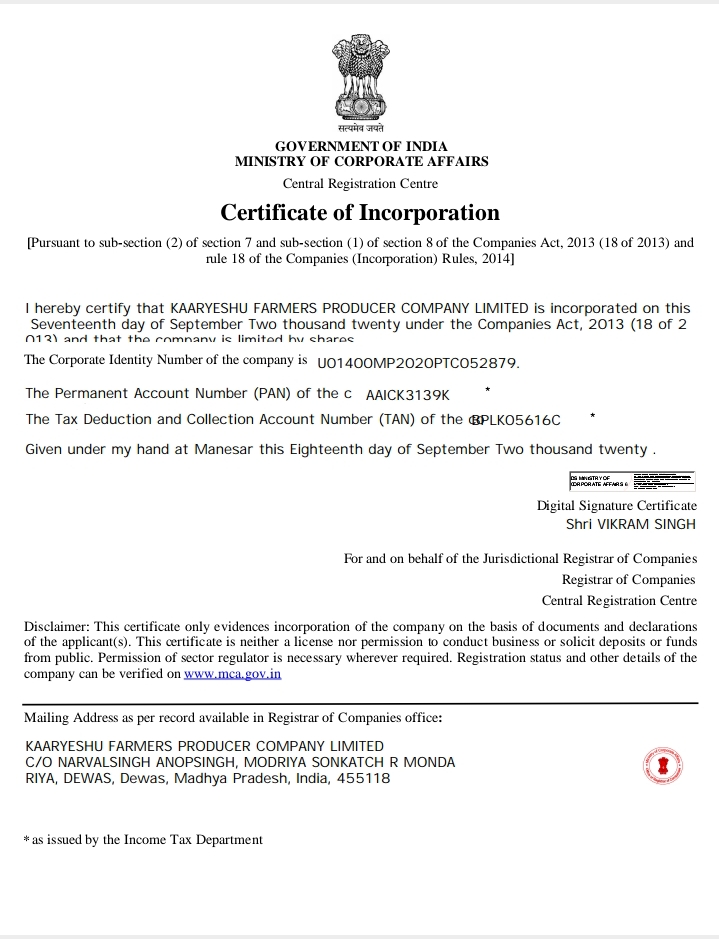 सत्यमेव जयते
GOVERNMENT OF INDIA
MINISTRY OF CORPORATE AFFAIRS
Central Registration Centre
Certificate of Incorporation
[Pursuant to sub-section (2) of section 7 and sub-section (1) of section 8 of the Companies Act, 2013 (18 of 2013) and
rule 18 of the Companies (Incorporation) Rules, 2014]
I hereby certify that KAARYESHU FARMERS PRODUCER COMPANY LIMITED is incorporated on this
Seventeenth day of September Two thousand twenty under the Companies Act, 2013 (18 of 2
013) and that the company is limited by shares
The Corporate Identity Number of the company is U01400MP2020PTC052879.
The Permanent Account Number (PAN) of the c AAICK3139K *
The Tax Deduction and Collection Account Number (TAN) of the BPLK05616C *
Given under my hand at Manesar this Eighteenth day of September Two thousand twenty .
DS MINISTRY OF
CORPORATE AFFAIRS 6
Digital Signature Certificate
Shri VIKRAM SINGH
For and on behalf of the Jurisdictional Registrar of Companies
Registrar of Companies
Central Registration Centre
Disclaimer: This certificate only evidences incorporation of the company on the basis of documents and declarations
of the applicant(s). This certificate is neither a license nor permission to conduct business or solicit deposits or funds
from public. Permission of sector regulator is necessary wherever required. Registration status and other details of the
company can be verified on www.mca.gov.in
Mailing Address as per record available in Registrar of Companies office:
KAARYESHU FARMERS PRODUCER COMPANY LIMITED
C/O NARVALSINGH ANOPSINGH, MODRIYA SONKATCH R MONDA
RIYA, DEWAS, Dewas, Madhya Pradesh, India, 455118
* as issued by the Income Tax Department